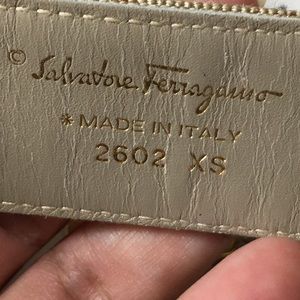 © Salvatore Ferragamo
* MADE IN ITALY
2602 XS